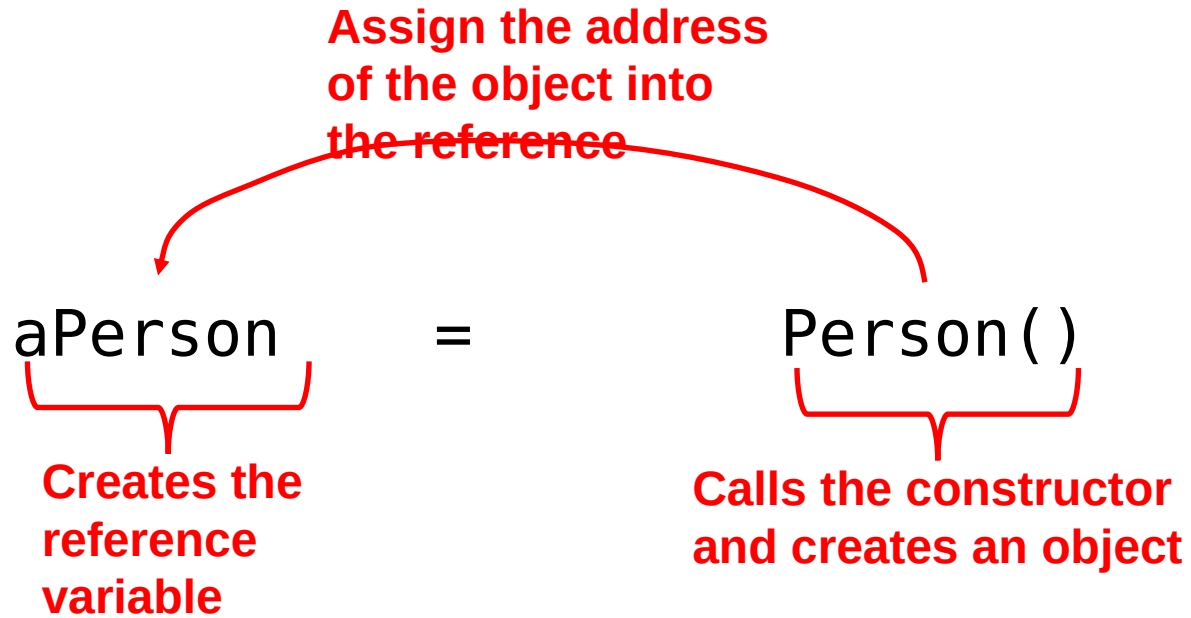 Assign the address
of the object into
the reference
aPerson = Person()
Creates the
reference
variable
Calls the constructor
and creates an object